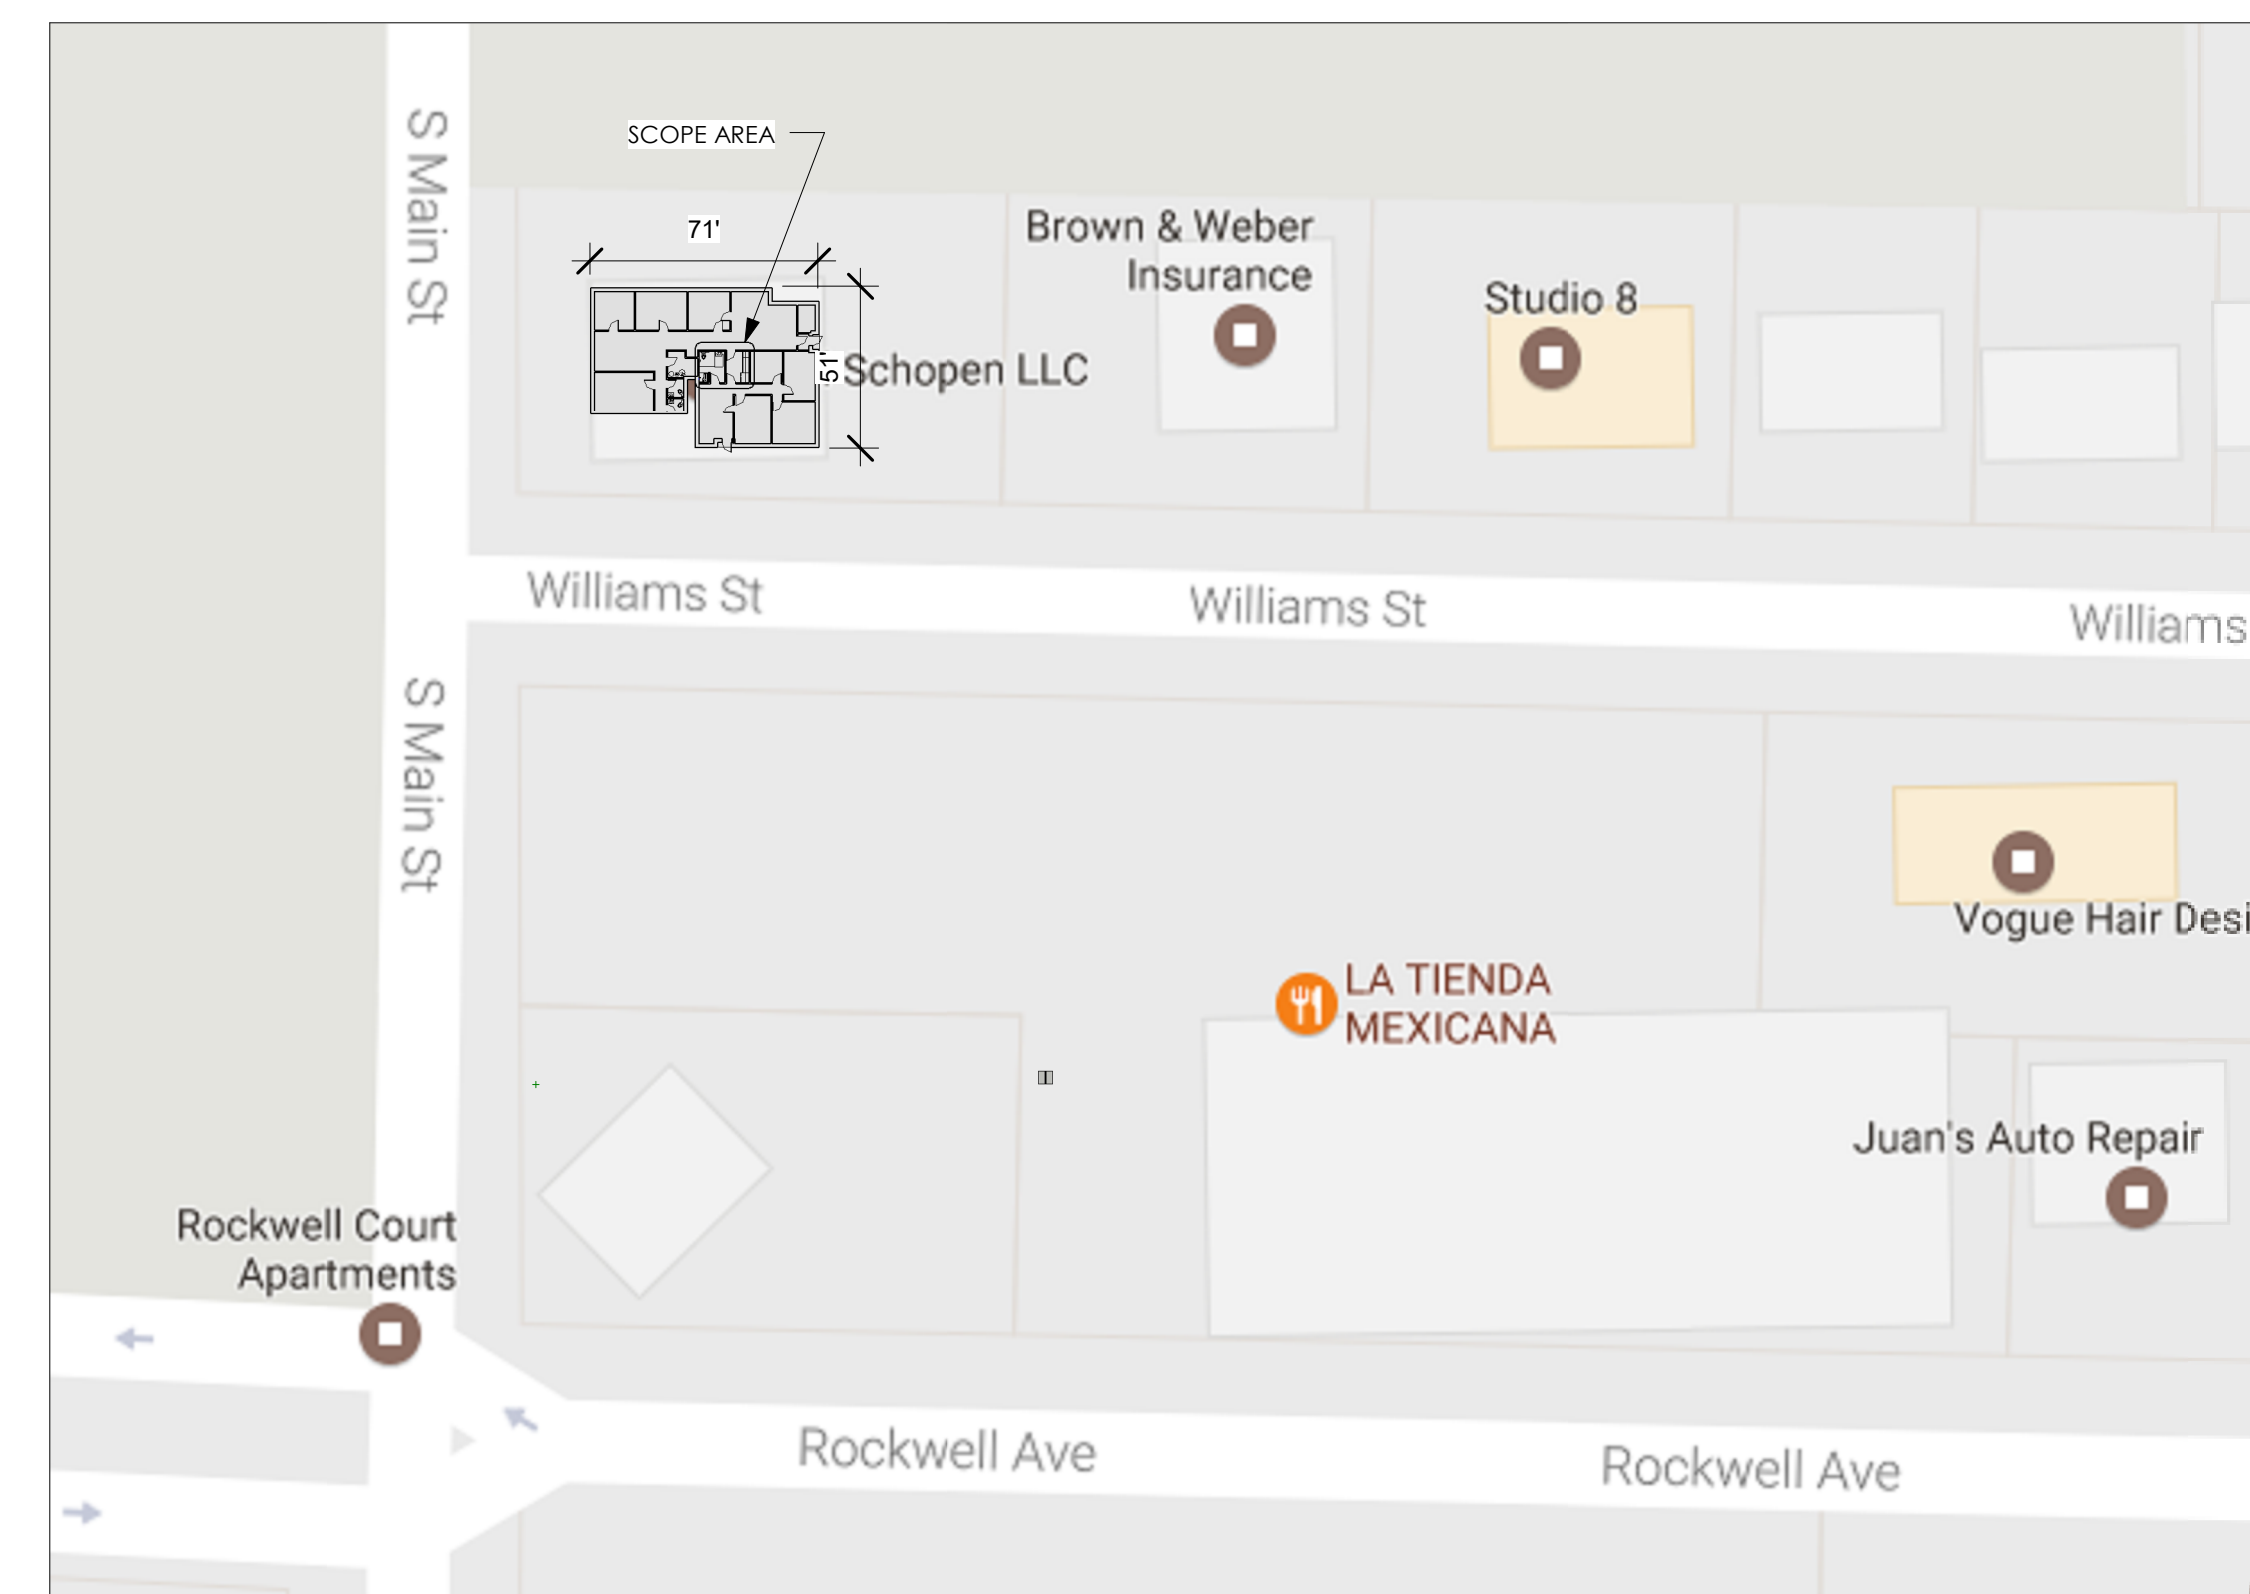 SCOPE AREA
S Main St
71'
Brown & Weber
Insurance
Studio 8
51'
Schopen LLC
Williams St
Williams St
Williams
S Main St
Vogue Hair Desi
LA TIENDA
MEXICANA
Juan's Auto Repair
Rockwell Court
Apartments
Rockwell Ave
Rockwell Ave